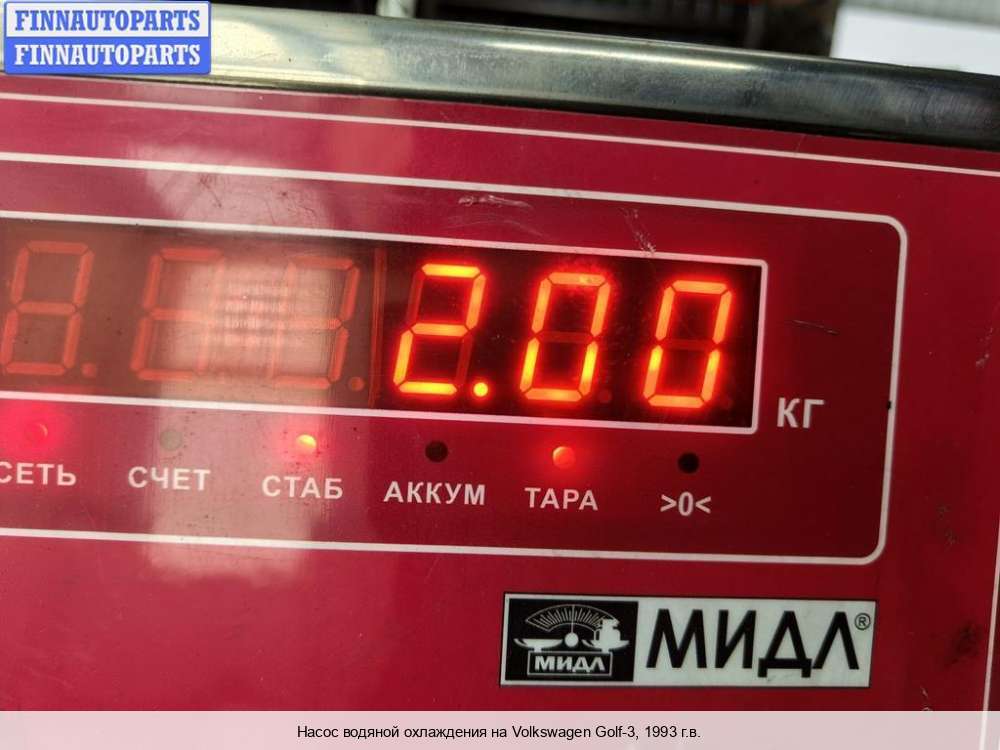 FINNAUTOPARTS
FINNAUTOPARTS
2.00
КГ
СЕТЬ СЧЕТ СТАБ АККУМ ТАРА >0<
МИДЛ МИДЛ®
Насос водяной охлаждения на Volkswagen Golf-3, 1993 г.в.